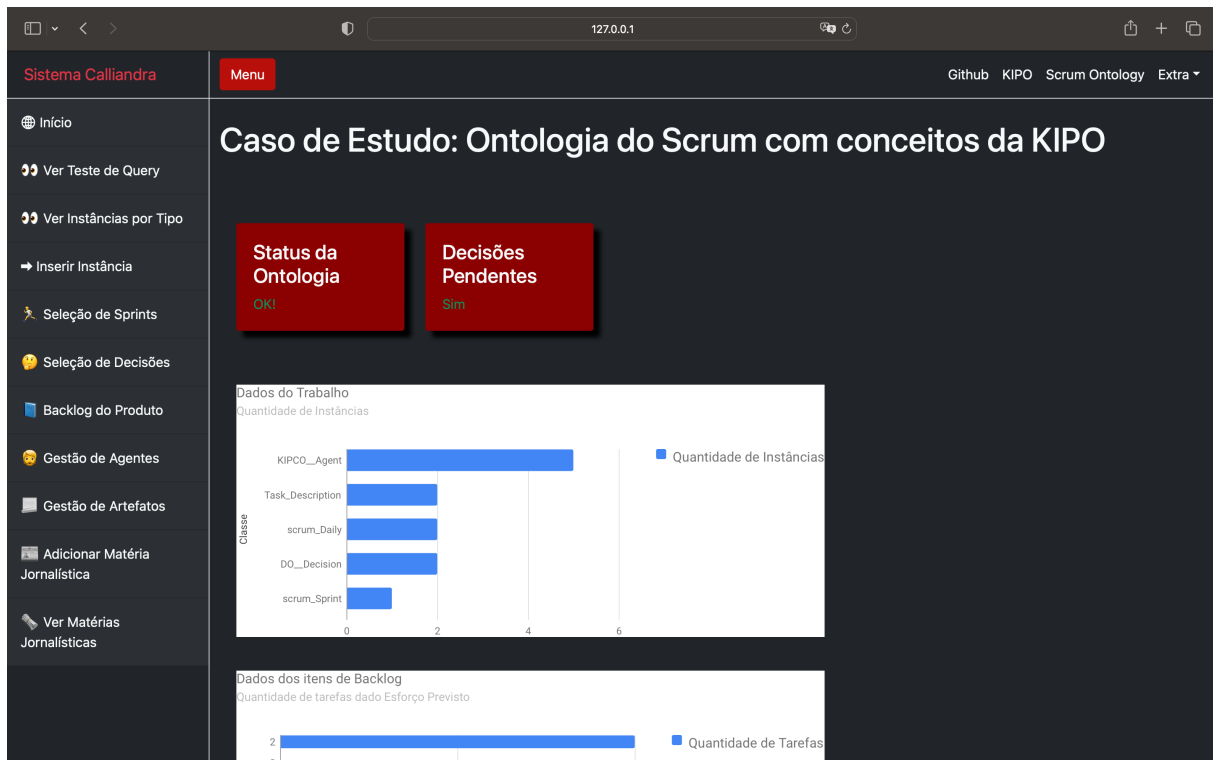 127.0.0.1
Sistema Calliandra
Menu
Github
KIPO
Scrum Ontology
Extra
Início
Ver Teste de Query
Ver Instâncias por Tipo
Inserir Instância
Seleção de Sprints
Seleção de Decisões
Backlog do Produto
Gestão de Agentes
Gestão de Artefatos
Adicionar Matéria
Jornalística
Ver Matérias
Jornalísticas
Caso de Estudo: Ontologia do Scrum com conceitos da KIPO
Status da
Ontologia
OK!
Decisões
Pendentes
Sim
Dados do Trabalho
Quantidade de Instâncias
Quantidade de Instâncias
Classe
KIPCO__Agent
Task_Description
scrum_Daily
DO__Decision
scrum_Sprint
0 2 4 6
Dados dos itens de Backlog
Quantidade de tarefas dado Esforço Previsto
2
Quantidade de Tarefas